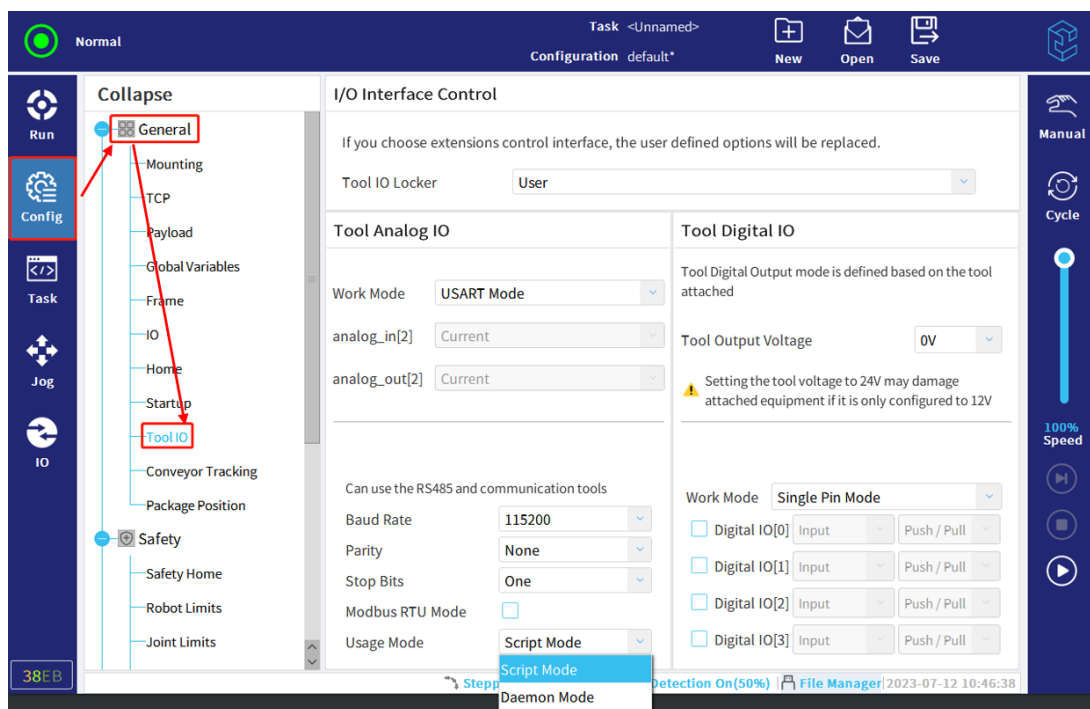 Normal
Task <Unnamed>
Configuration default*
New
Open
Save
Run
Config
Task
Jog
IO
38EB
Collapse
General
Mounting
TCP
Payload
Global Variables
Frame
IO
Home
Startup
Tool IO
Conveyor Tracking
Package Position
Safety
Safety Home
Robot Limits
Joint Limits
I/O Interface Control
If you choose extensions control interface, the user defined options will be replaced.
Tool IO Locker User
Tool Analog IO
Work Mode USART Mode
analog_in[2] Current
analog_out[2] Current
Can use the RS485 and communication tools
Baud Rate 115200
Parity None
Stop Bits One
Modbus RTU Mode
Usage Mode Script Mode
Script Mode
Daemon Mode
Tool Digital IO
Tool Digital Output mode is defined based on the tool
attached
Tool Output Voltage 0V
Setting the tool voltage to 24V may damage
attached equipment if it is only configured to 12V
Work Mode Single Pin Mode
Digital IO[0] Input Push / Pull
Digital IO[1] Input Push / Pull
Digital IO[2] Input Push / Pull
Digital IO[3] Input Push / Pull
Manual
Cycle
100%
Speed
Detection On(50%) File Manager 2023-07-12 10:46:38